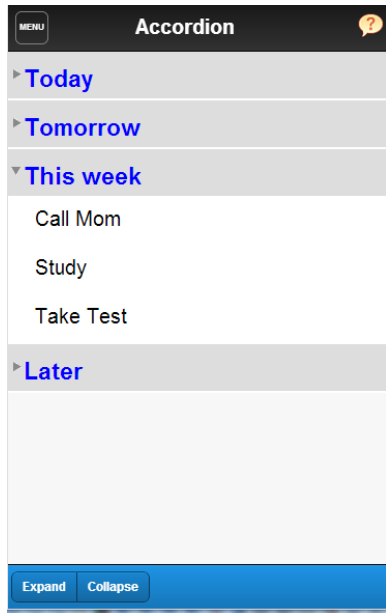 MENU Accordion ?
Today
Tomorrow
This week
Call Mom
Study
Take Test
Later
Expand Collapse